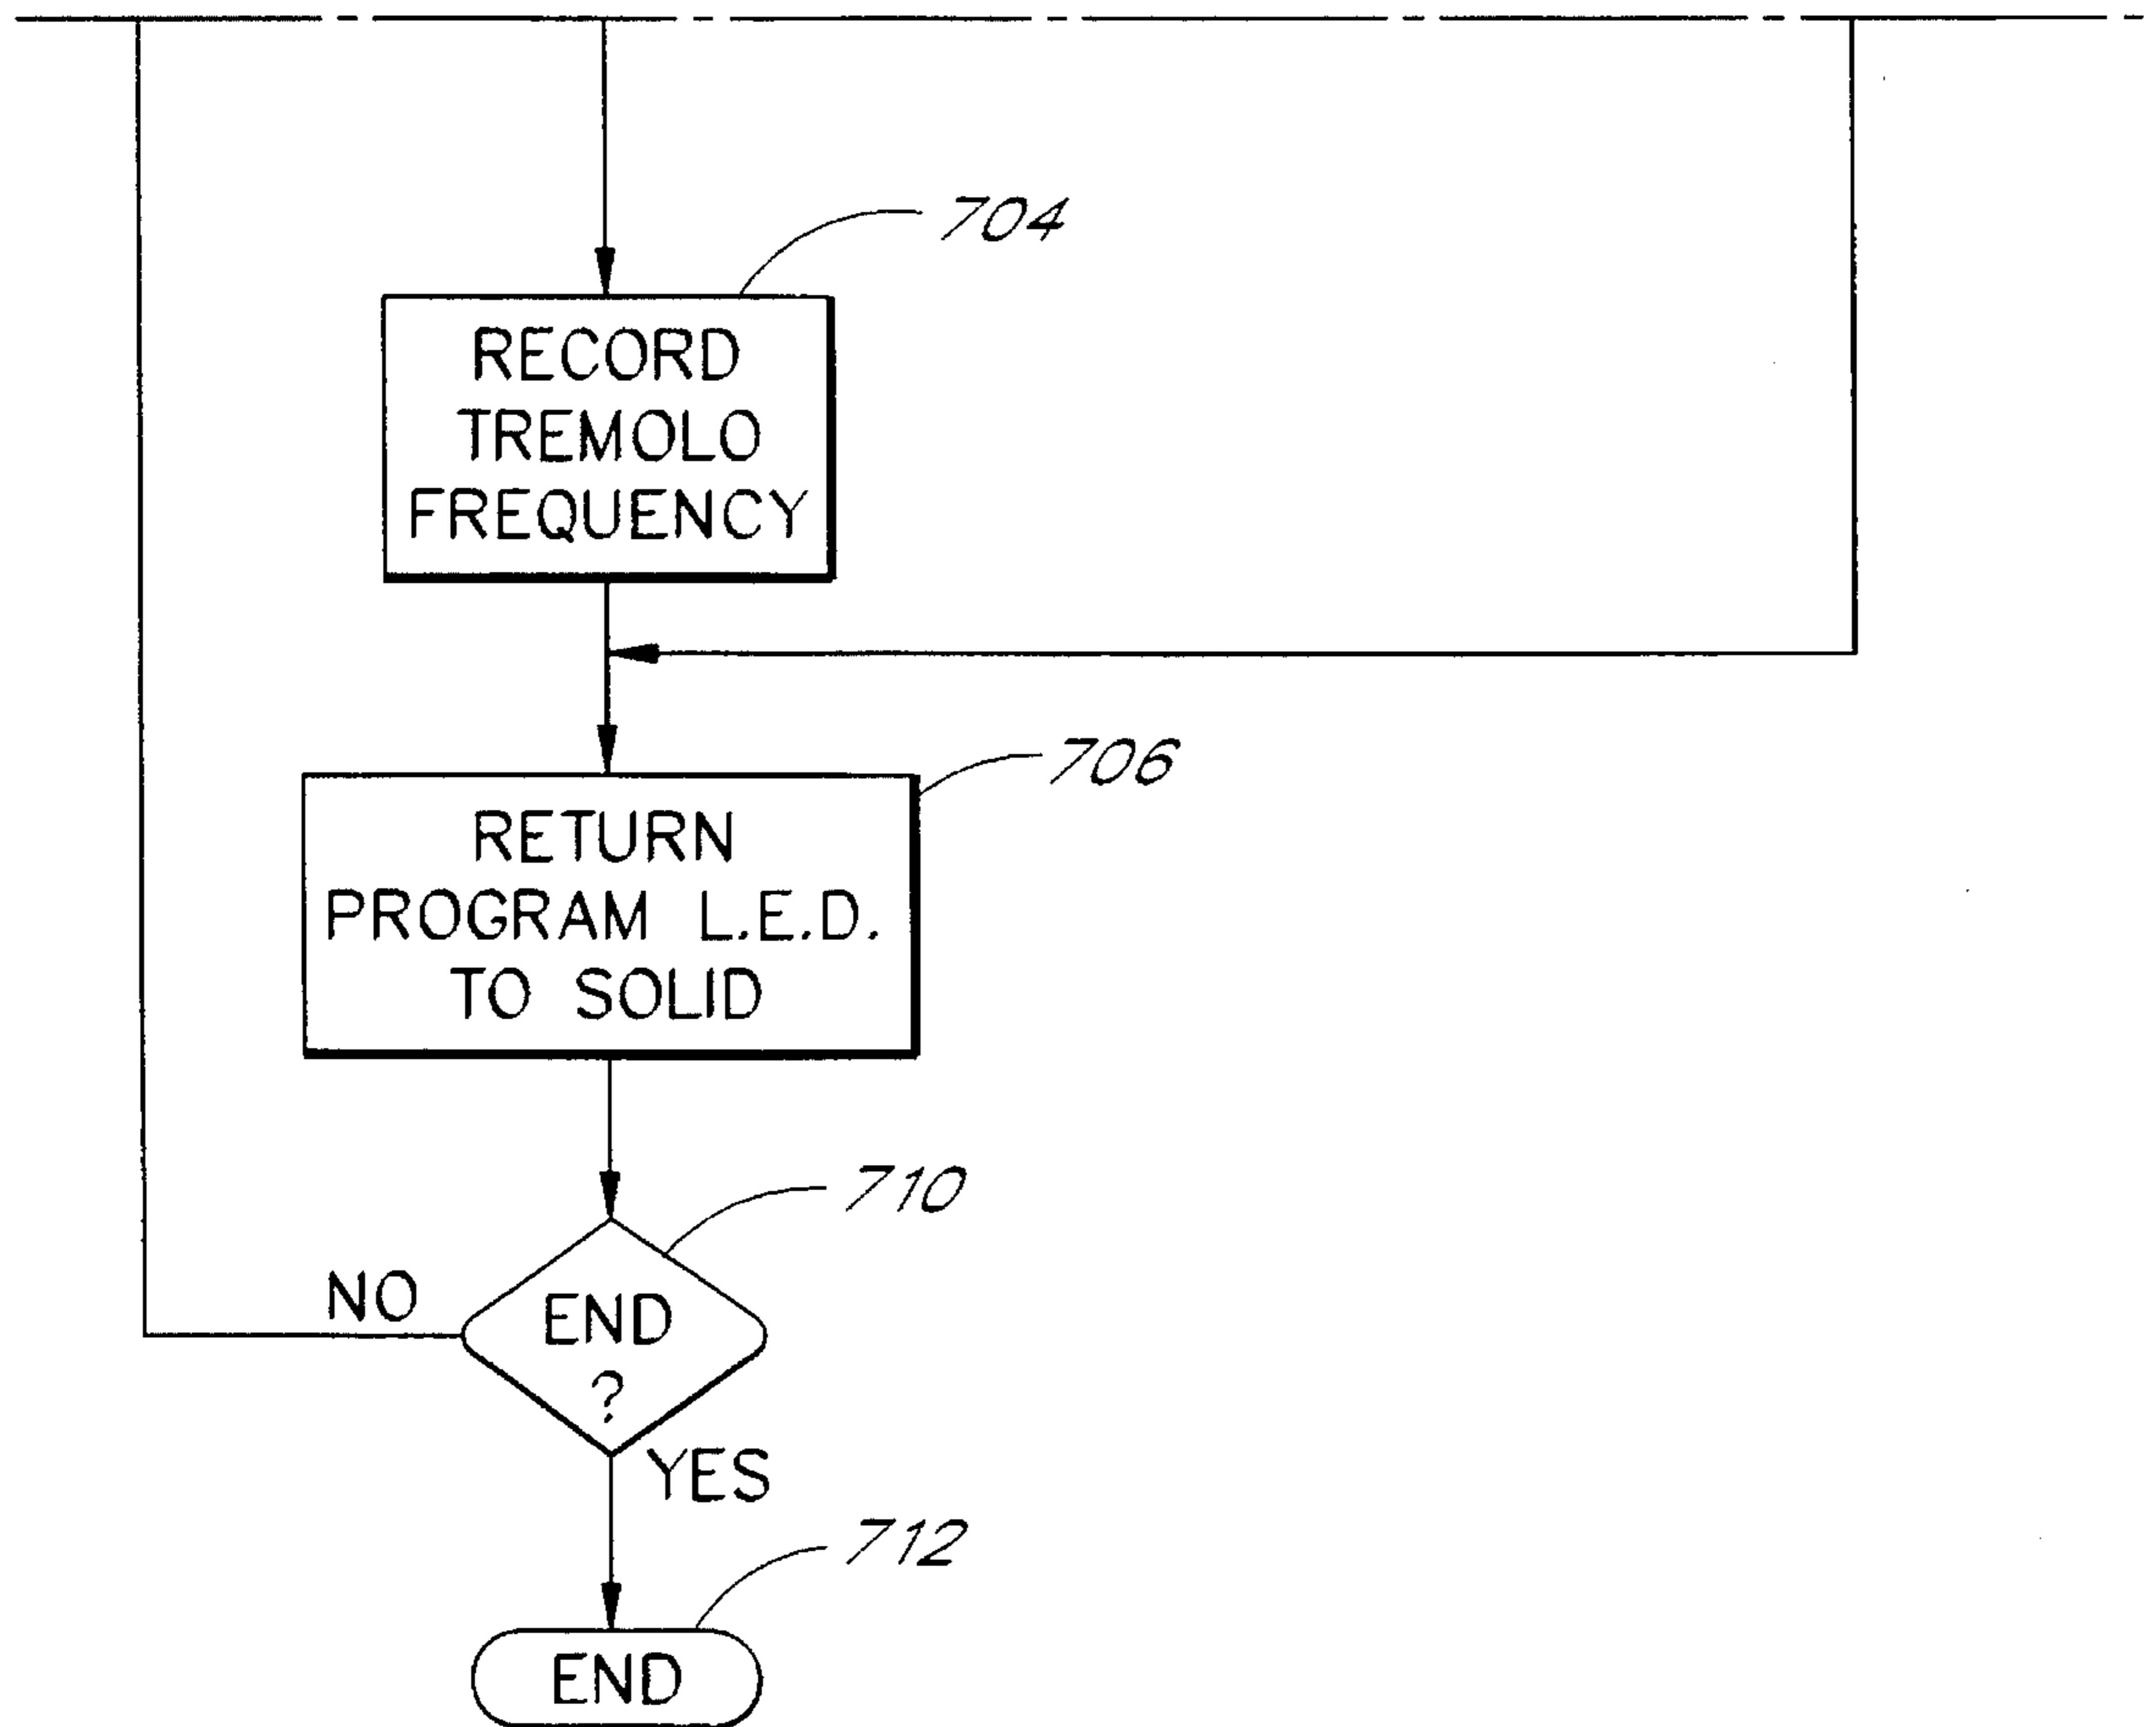 704
RECORD
TREMOLO
FREQUENCY
706
RETURN
PROGRAM L.E.D.
TO SOLID
710
NO
END
?
YES
712
END